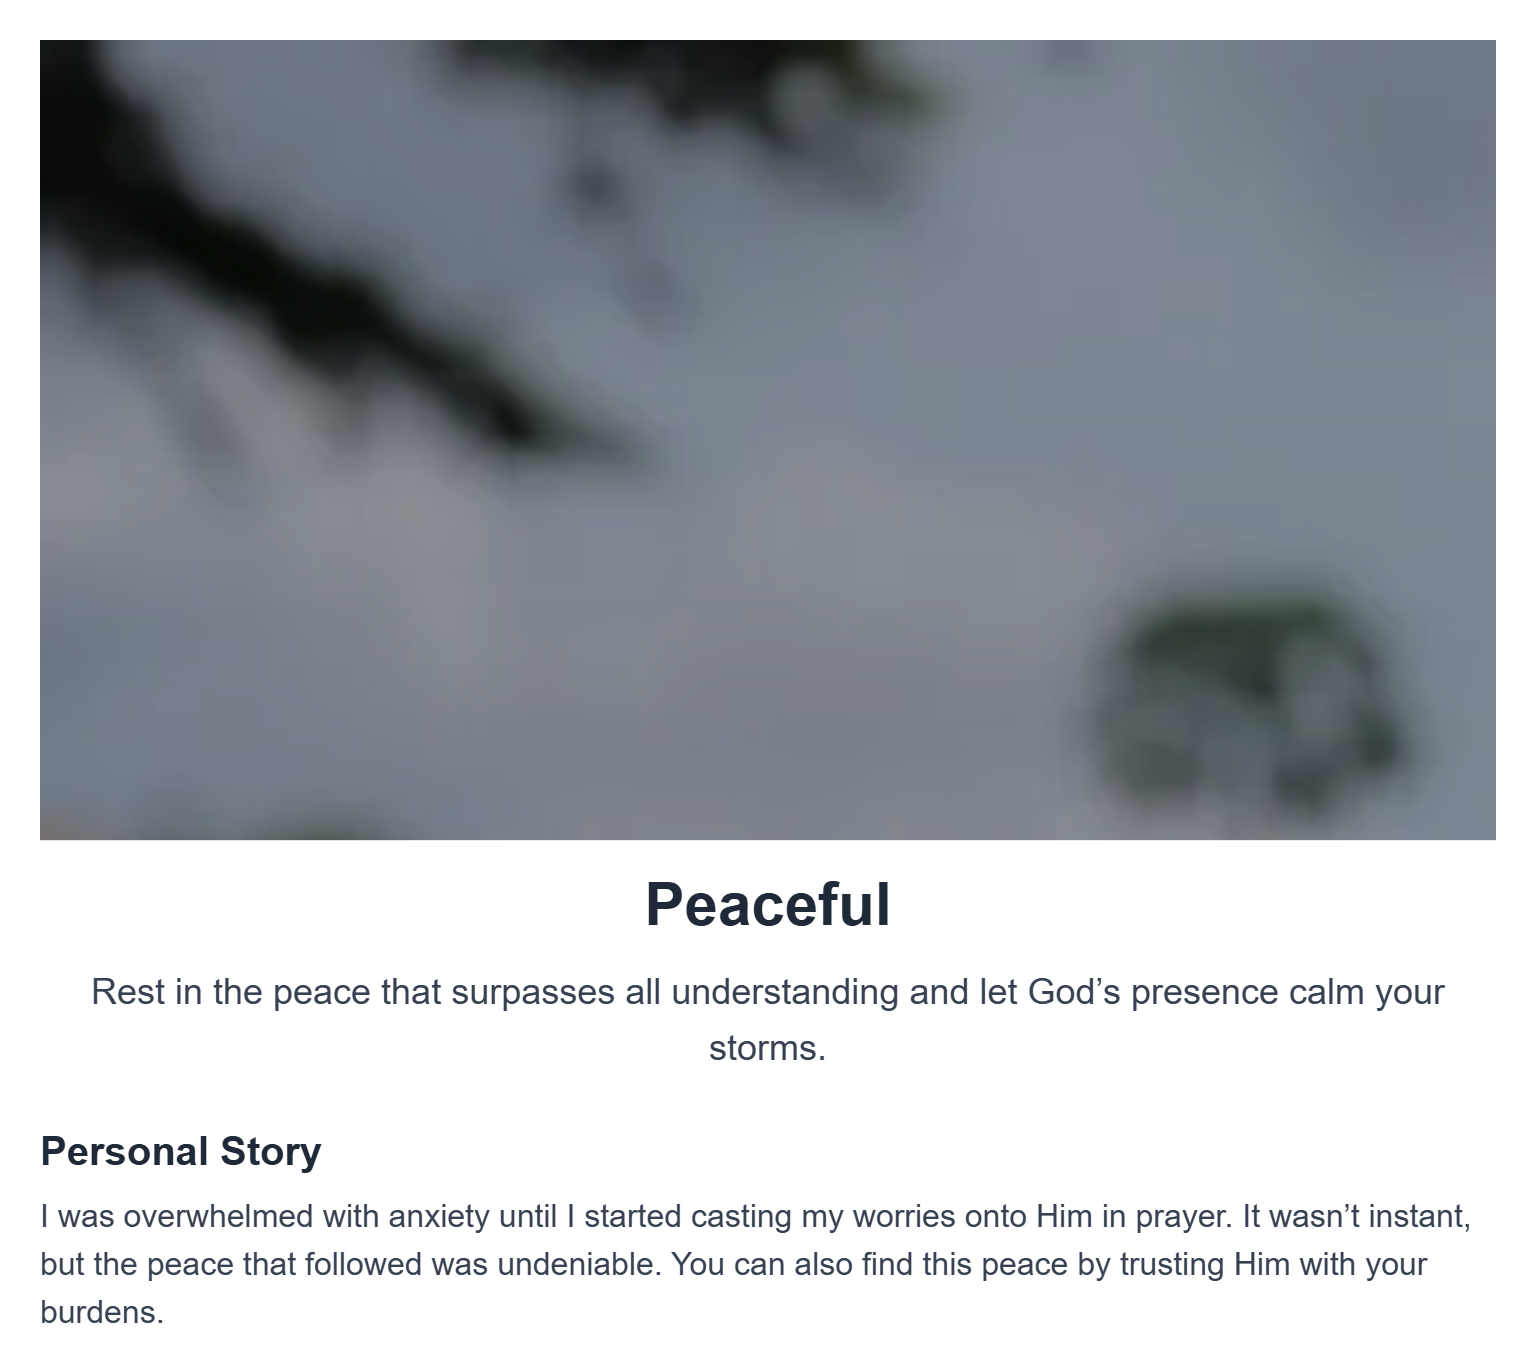 Peaceful
Rest in the peace that surpasses all understanding and let God’s presence calm your
storms.
Personal Story
I was overwhelmed with anxiety until I started casting my worries onto Him in prayer. It wasn’t instant,
but the peace that followed was undeniable. You can also find this peace by trusting Him with your
burdens.